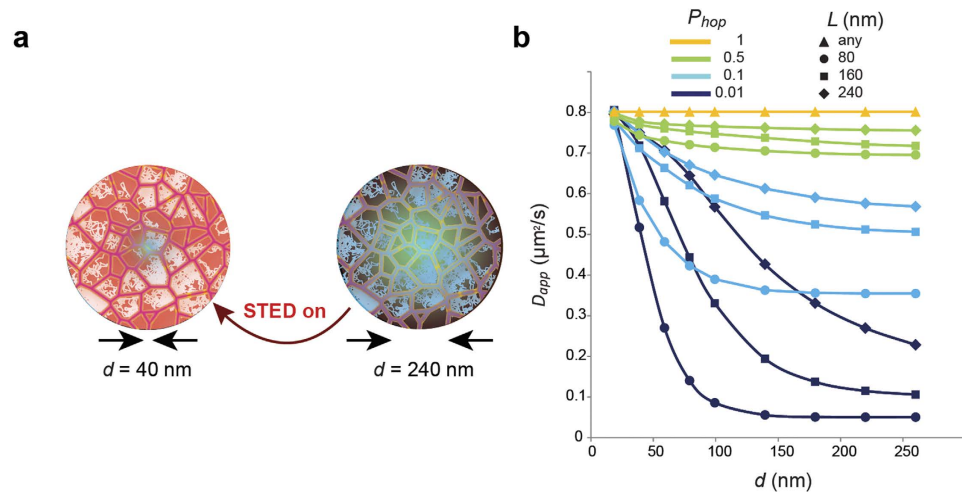 a
STED on
d = 40 nm
d = 240 nm
b
P_hop
1
0.5
0.1
0.01
L (nm)
any
80
160
240
D_app (μm²/s)
0.8
0.7
0.6
0.5
0.4
0.3
0.2
0.1
0
0 50 100 150 200 250
d (nm)